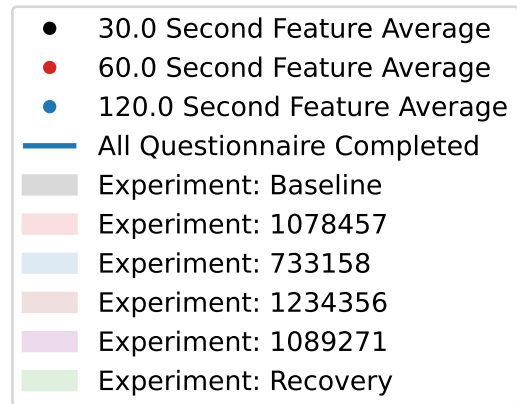 30.0 Second Feature Average
60.0 Second Feature Average
120.0 Second Feature Average
All Questionnaire Completed
Experiment: Baseline
Experiment: 1078457
Experiment: 733158
Experiment: 1234356
Experiment: 1089271
Experiment: Recovery